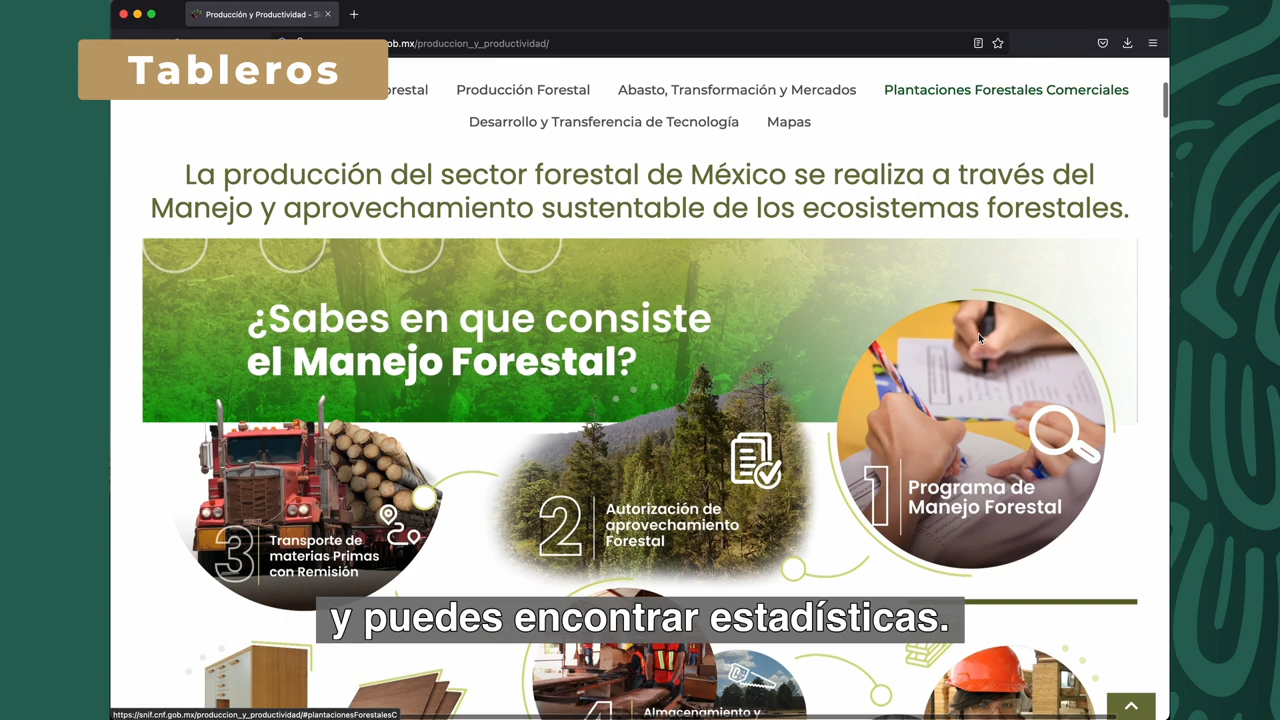 Producción y Productividad - S
ob.mx/produccion_y_productividad/
Tableros
orestal
Producción Forestal
Abasto, Transformación y Mercados
Plantaciones Forestales Comerciales
Desarrollo y Transferencia de Tecnología
Mapas
La producción del sector forestal de México se realiza a través del
Manejo y aprovechamiento sustentable de los ecosistemas forestales.
¿Sabes en que consiste
el Manejo Forestal?
1
Programa de
Manejo Forestal
2
Autorización de
aprovechamiento
Forestal
3
Transporte de
materias Primas
con Remisión
y puedes encontrar estadísticas.
4
Almacenamiento y
https://snif.cnf.gob.mx/produccion_y_productividad/#plantacionesForestalesC